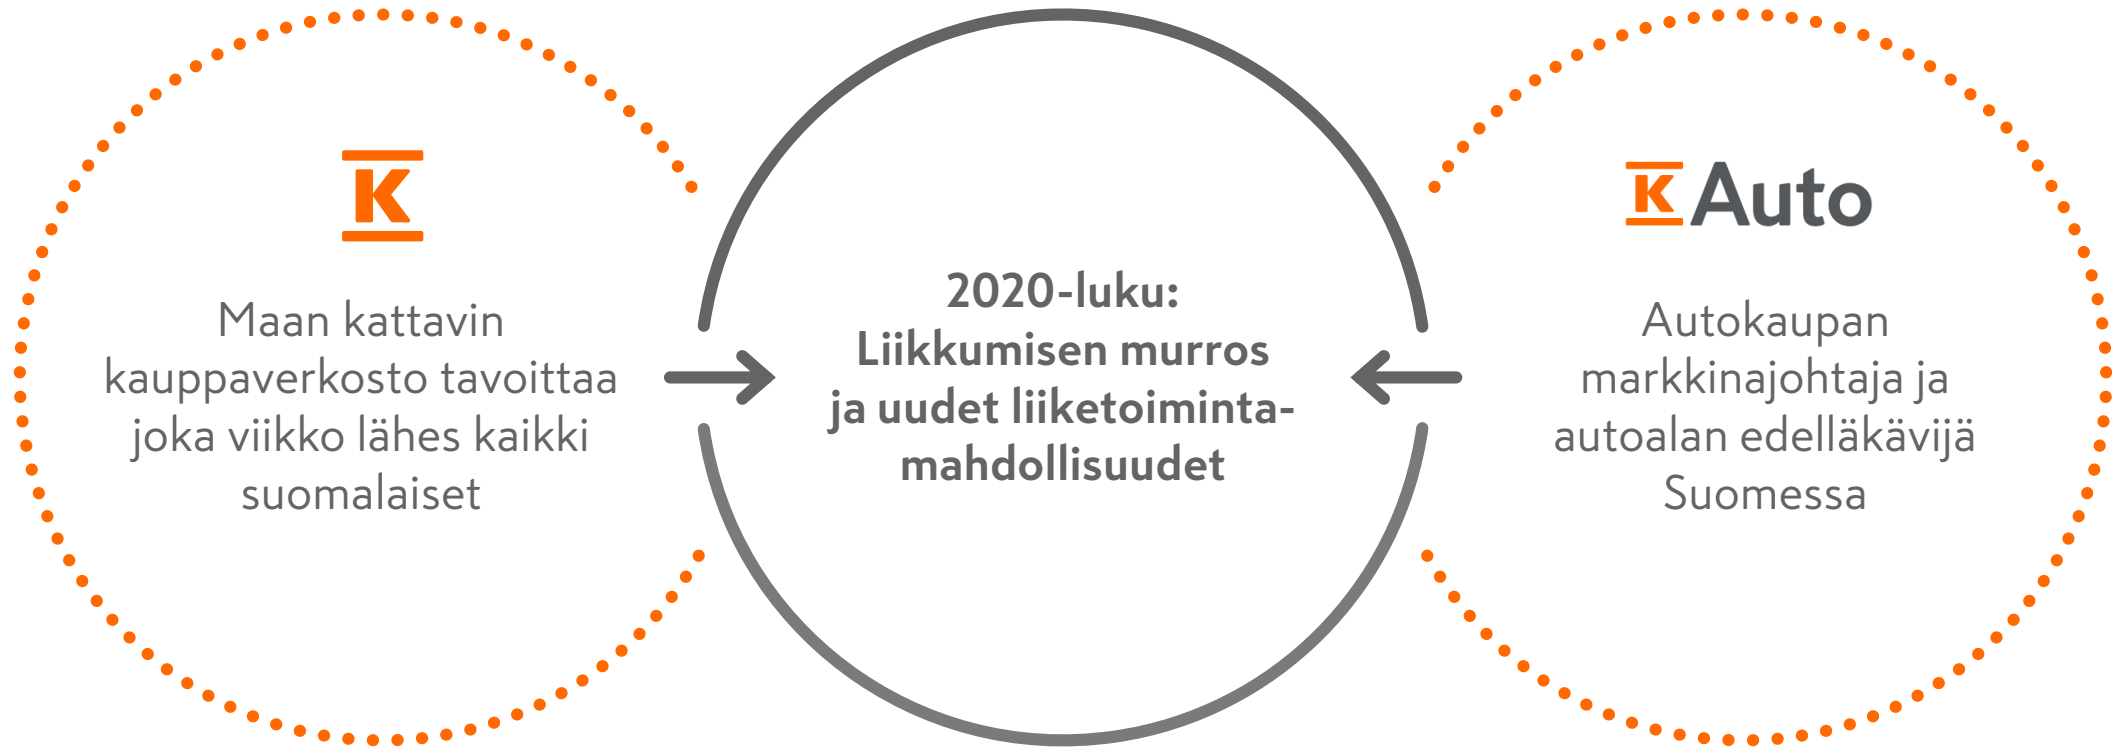 K
Maan kattavin
kauppaverkosto tavoittaa
joka viikko lähes kaikki
suomalaiset
2020-luku:
Liikkumisen murros
ja uudet liiketoiminta-
mahdollisuudet
K Auto
Autokaupan
markkinajohtaja ja
autoalan edelläkävijä
Suomessa